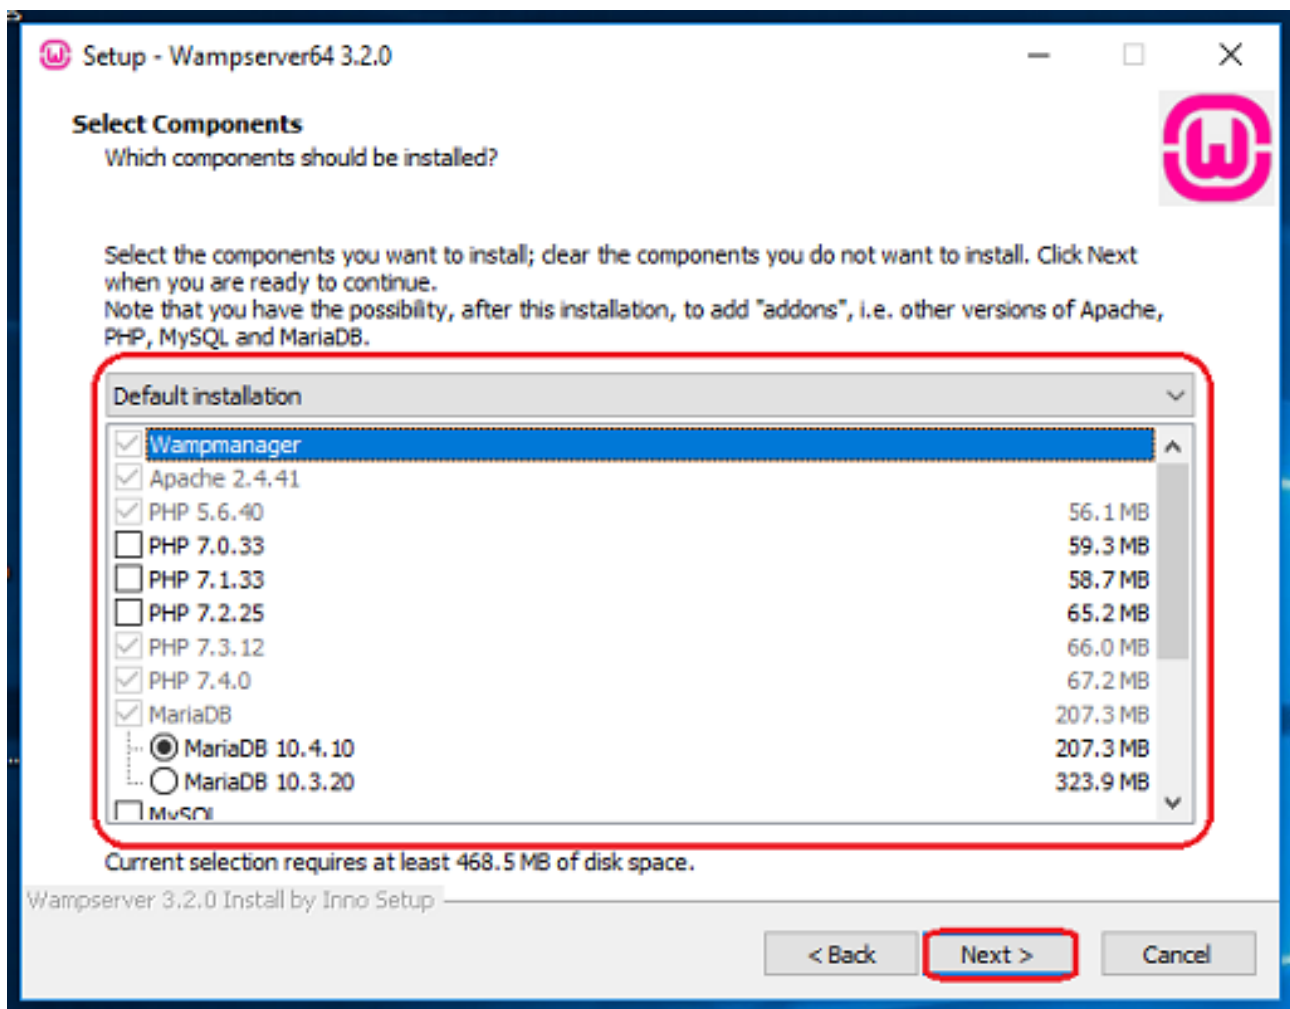 Setup - Wampserver64 3.2.0
Select Components
Which components should be installed?
Select the components you want to install; clear the components you do not want to install. Click Next
when you are ready to continue.
Note that you have the possibility, after this installation, to add "addons", i.e. other versions of Apache,
PHP, MySQL and MariaDB.
Default installation
Wampmanager
Apache 2.4.41
PHP 5.6.40 56.1 MB
PHP 7.0.33 59.3 MB
PHP 7.1.33 58.7 MB
PHP 7.2.25 65.2 MB
PHP 7.3.12 66.0 MB
PHP 7.4.0 67.2 MB
MariaDB 207.3 MB
MariaDB 10.4.10 207.3 MB
MariaDB 10.3.20 323.9 MB
MySQL
Current selection requires at least 468.5 MB of disk space.
Wampserver 3.2.0 Install by Inno Setup
< Back Next > Cancel